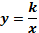 y = k/x